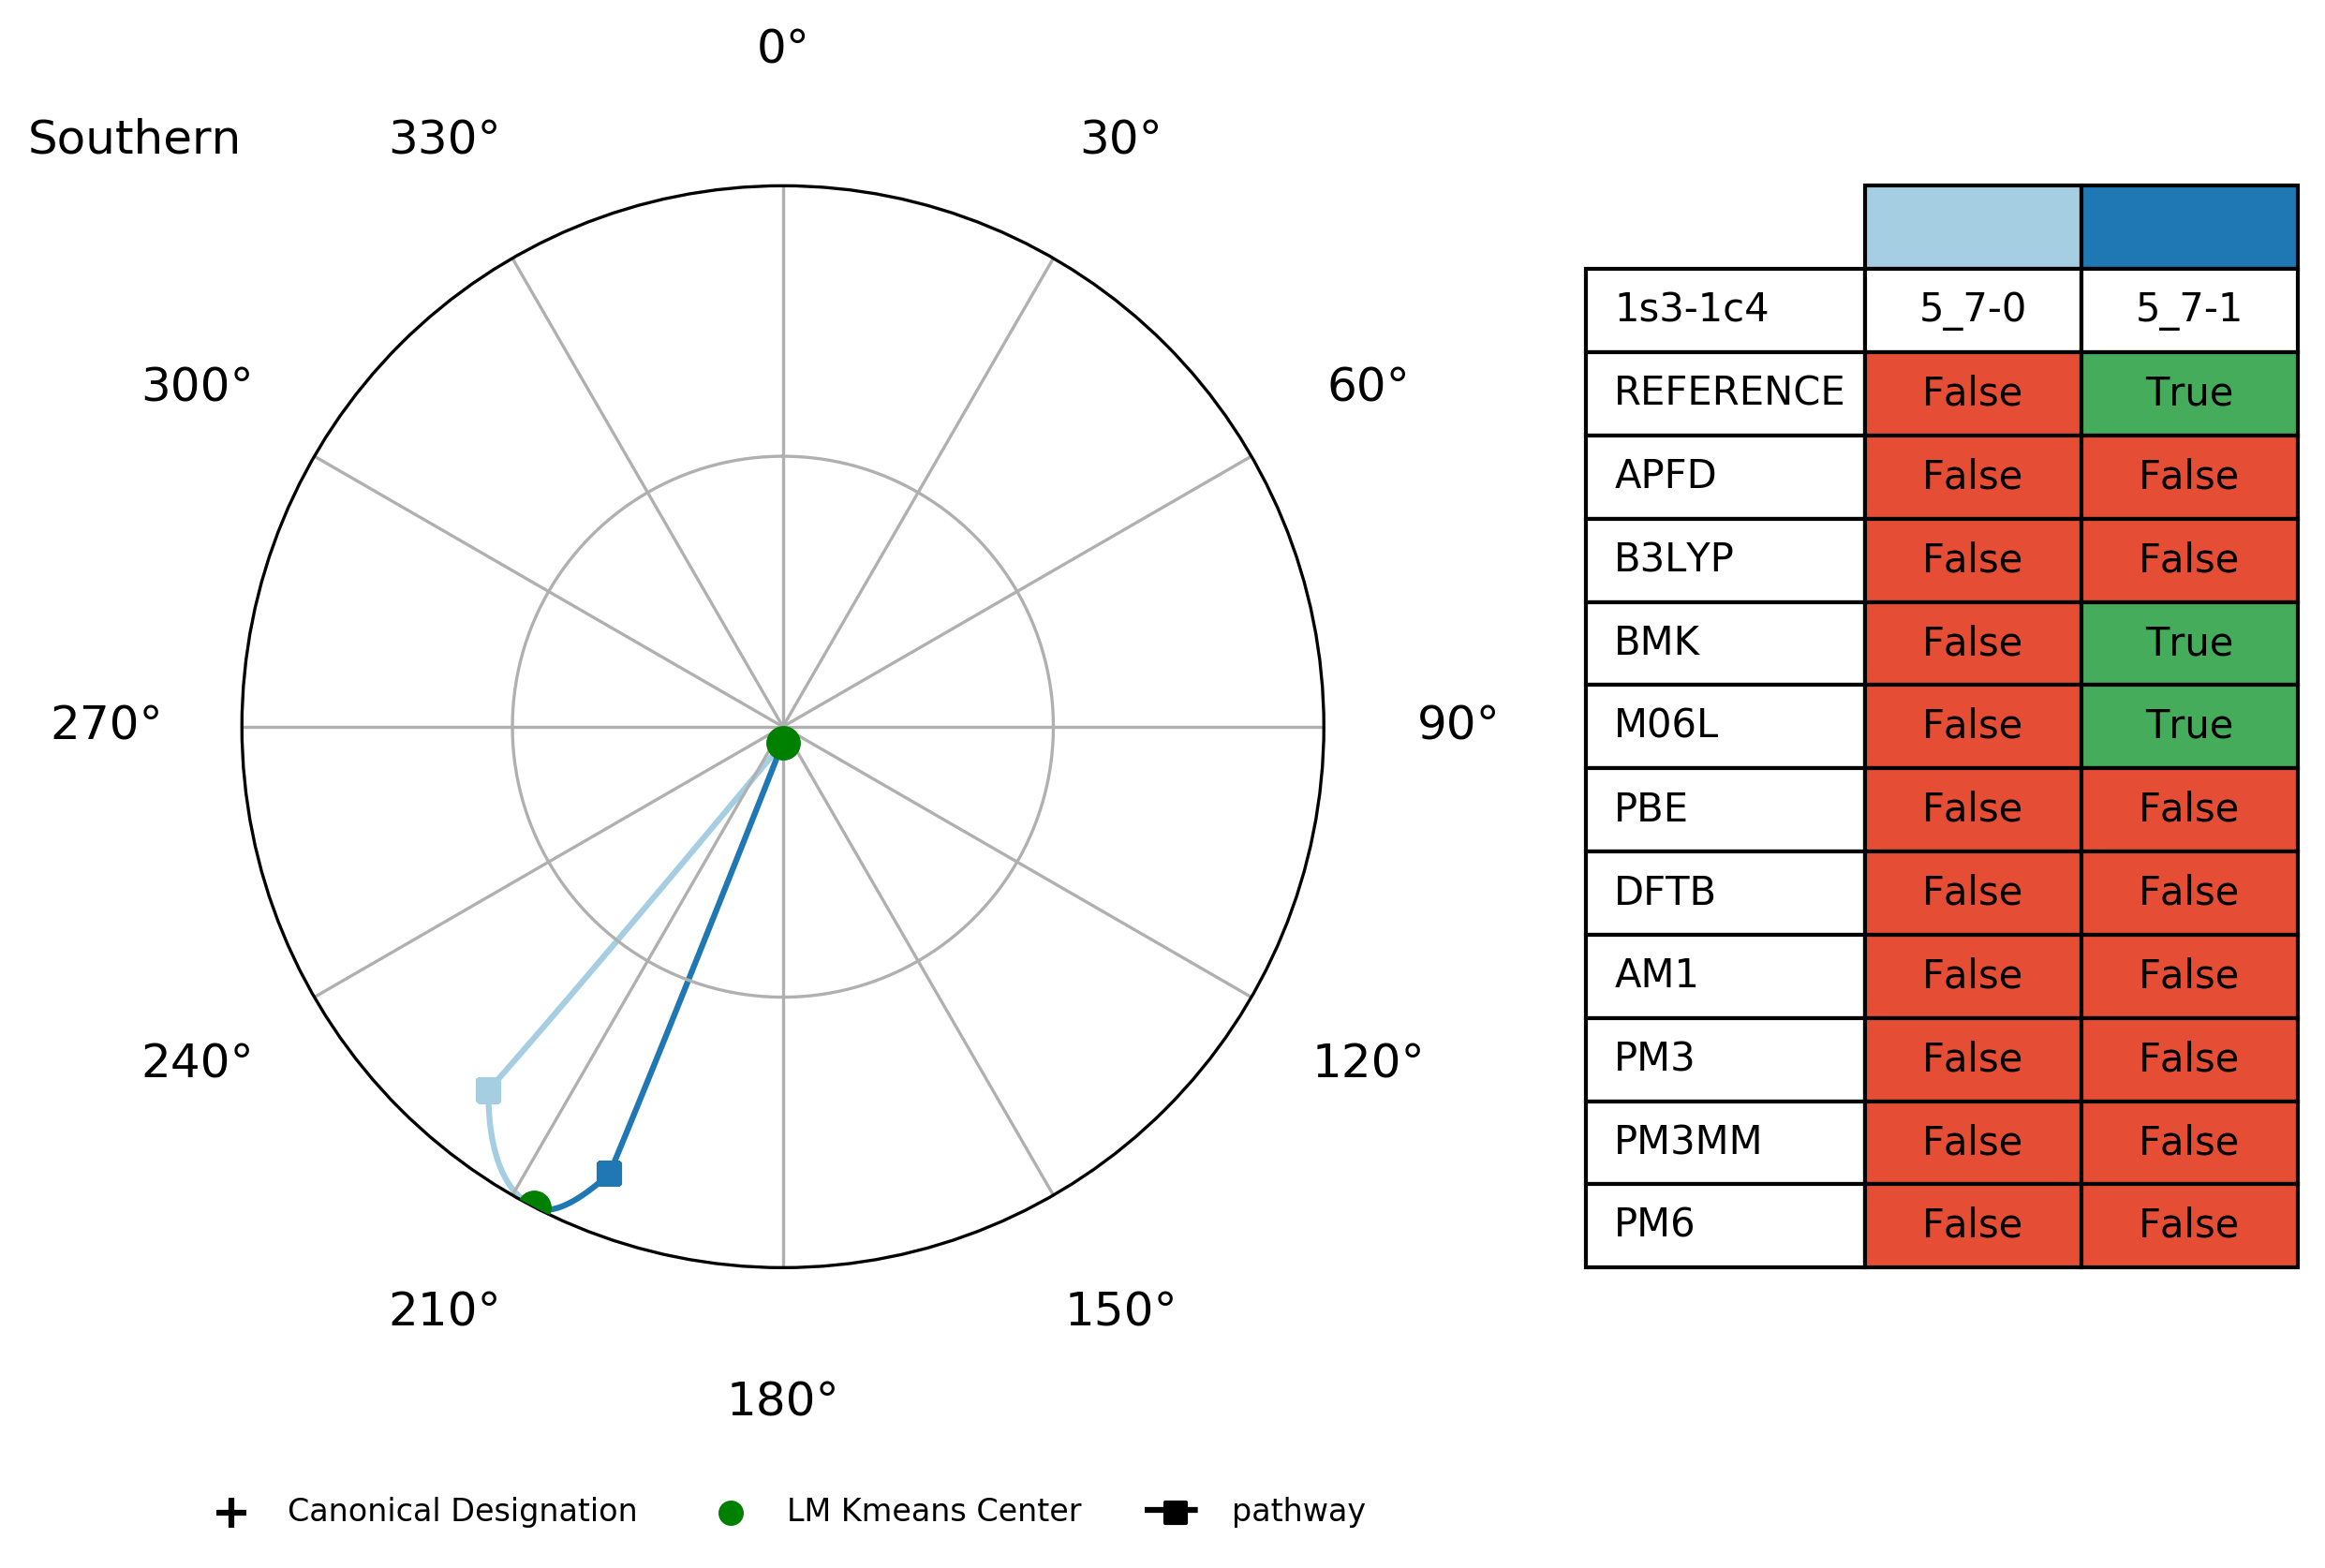 0°
Southern 330° 30°
300° 60°
270° 90°
240° 120°
210° 150°
180°
1s3-1c4 5_7-0 5_7-1
REFERENCE False True
APFD False False
B3LYP False False
BMK False True
M06L False True
PBE False False
DFTB False False
AM1 False False
PM3 False False
PM3MM False False
PM6 False False
Canonical Designation LM Kmeans Center pathway